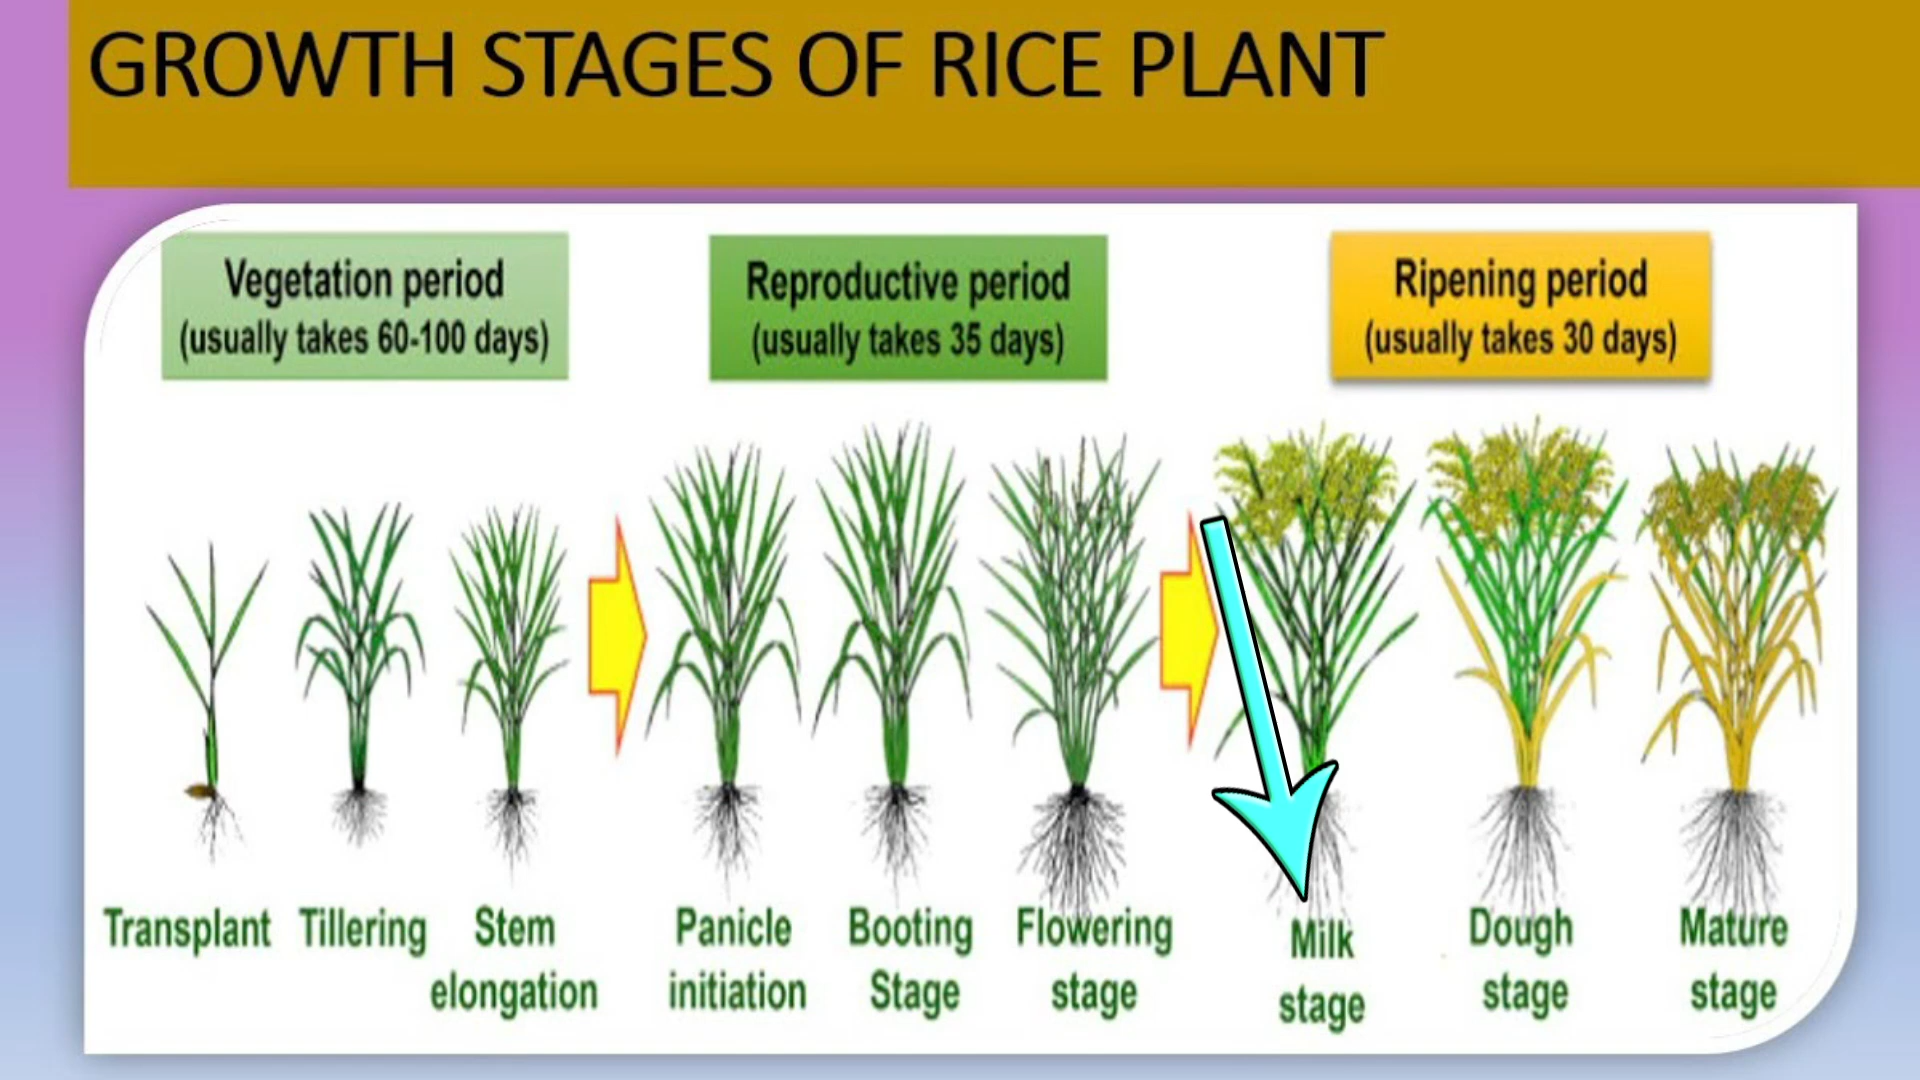 GROWTH STAGES OF RICE PLANT
Vegetation period
(usually takes 60-100 days)
Reproductive period
(usually takes 35 days)
Ripening period
(usually takes 30 days)
Transplant
Tillering
Stem
elongation
Panicle
initiation
Booting
Stage
Flowering
stage
Milk
stage
Dough
stage
Mature
stage